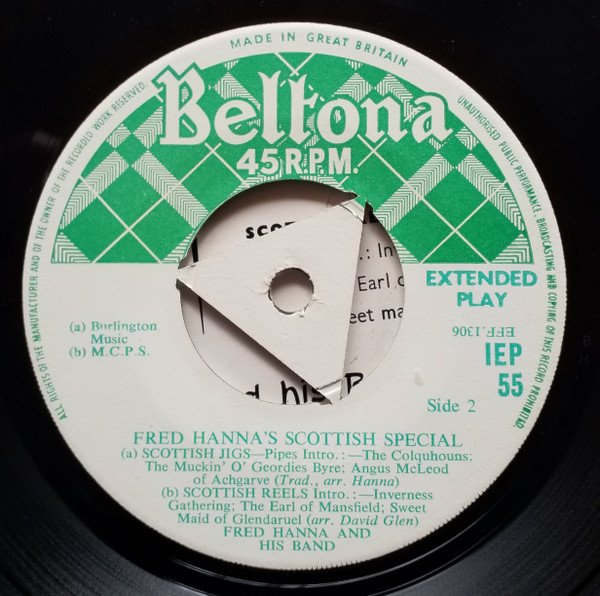 MADE IN GREAT BRITAIN
ALL RIGHTS OF THE MANUFACTURER AND OF THE OWNER OF THE RECORDED WORK RESERVED.
UNAUTHORISED PUBLIC PERFORMANCE, BROADCASTING AND COPYING OF THIS RECORD PROHIBITED.
Beltona
45 R.P.M.
EXTENDED
PLAY
EFF.1306
IEP
55
(a) Burlington
Music
(b) M.C.P.S.
Side 2
FRED HANNA'S SCOTTISH SPECIAL
(a) SCOTTISH JIGS—Pipes Intro.:—The Colquhouns;
The Muckin' O' Geordies Byre; Angus McLeod
of Achgarve (Trad., arr. Hanna)
(b) SCOTTISH REELS Intro.:—Inverness
Gathering; The Earl of Mansfield; Sweet
Maid of Glendaruel (arr. David Glen)
FRED HANNA AND
HIS BAND
.: In
Earl
his